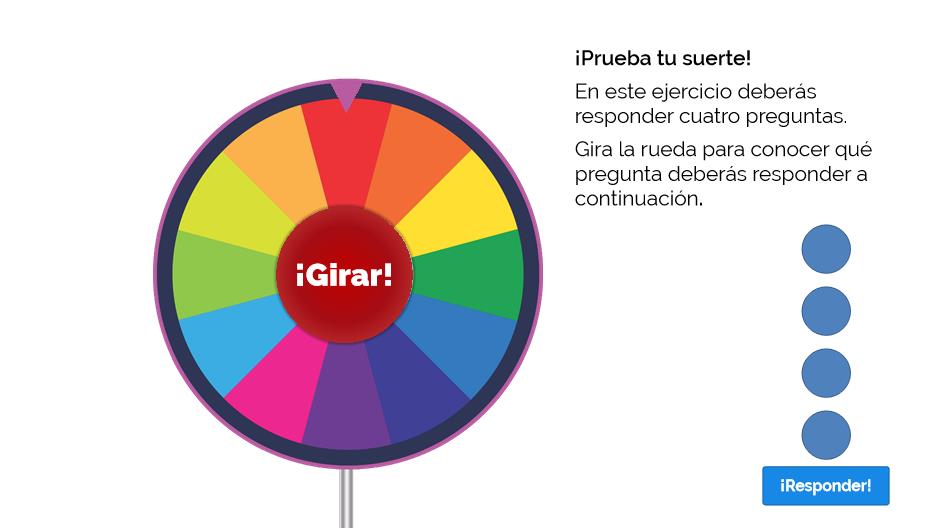 ¡Prueba tu suerte!
En este ejercicio deberás
responder cuatro preguntas.
Gira la rueda para conocer qué
pregunta deberás responder a
continuación.
¡Girar!
¡Responder!